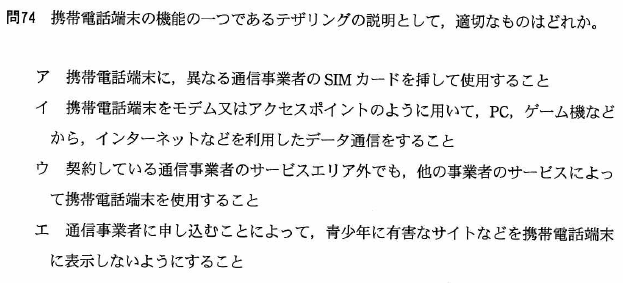 問74 携帯電話端末の機能の一つであるテザリングの説明として，適切なものはどれか。
ア 携帯電話端末に，異なる通信事業者のSIMカードを挿して使用すること
イ 携帯電話端末をモデム又はアクセスポイントのように用いて，PC，ゲーム機など
から，インターネットなどを利用したデータ通信をすること
ウ 契約している通信事業者のサービスエリア外でも，他の事業者のサービスによっ
て携帯電話端末を使用すること
エ 通信事業者に申し込むことによって，青少年に有害なサイトなどを携帯電話端末
に表示しないようにすること